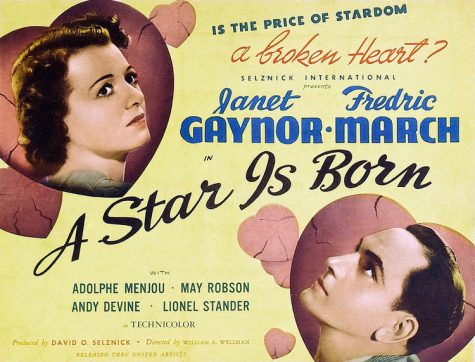 IS THE PRICE OF STARDOM
a broken Heart?
SELZNICK INTERNATIONAL
presents
Janet Fredric
GAYNOR·MARCH
IN
A Star Is Born
WITH
ADOLPHE MENJOU · MAY ROBSON
ANDY DEVINE · LIONEL STANDER
in TECHNICOLOR
Produced by DAVID O. SELZNICK · Directed by WILLIAM A. WELLMAN
RELEASED THRU UNITED ARTISTS